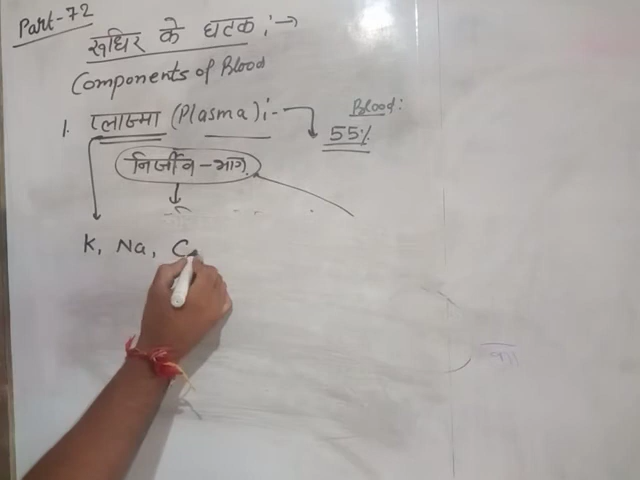 Part-72
रूधिर के घटक :→
Components of Blood
1. प्लाज्मा (Plasma) :-
Blood :
55%
निर्जीव-भाग
K, Na, C